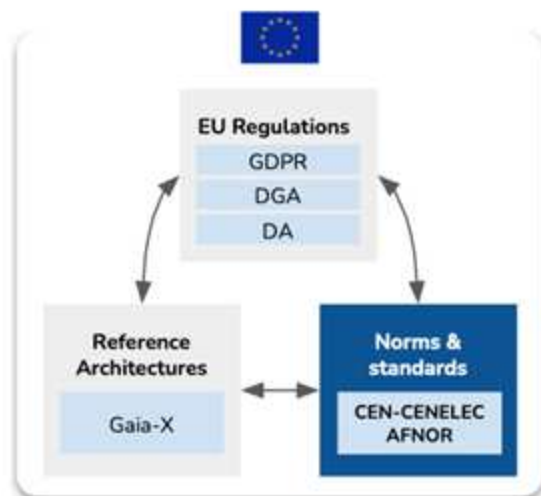 EU Regulations
GDPR
DGA
DA
Reference
Architectures
Gaia-X
Norms &
standards
CEN-CENELEC
AFNOR